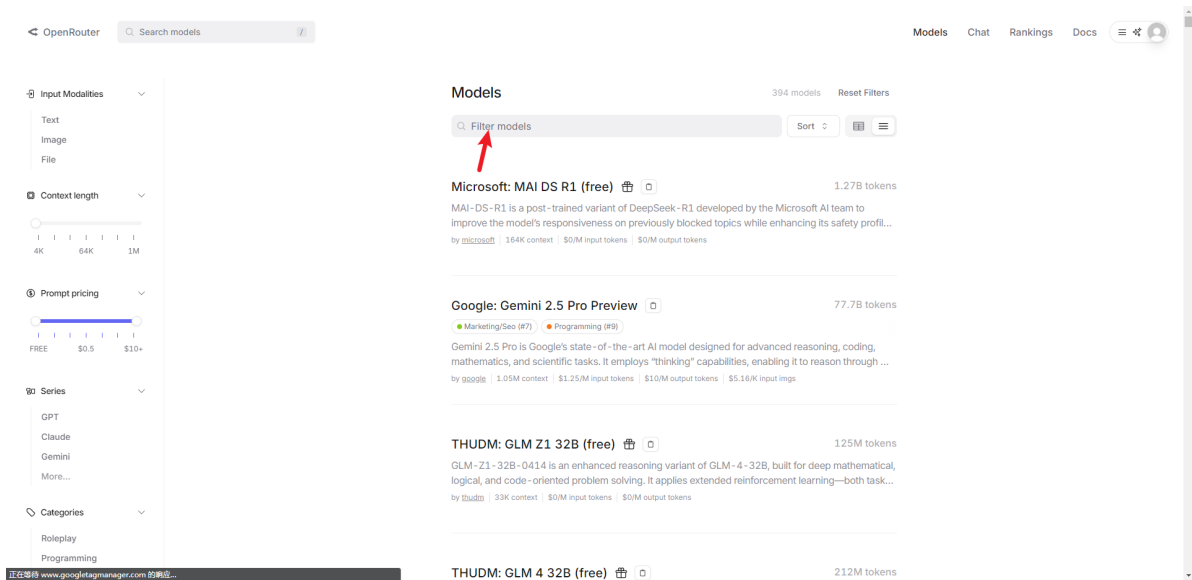 OpenRouter
Search models
/
Models
Chat
Rankings
Docs
Input Modalities
Text
Image
File
Context length
4K 64K 1M
Prompt pricing
FREE $0.5 $10+
Series
GPT
Claude
Gemini
More...
Categories
Roleplay
Programming
Models
394 models
Reset Filters
Filter models
Sort
Microsoft: MAI DS R1 (free)
1.27B tokens
MAI-DS-R1 is a post-trained variant of DeepSeek-R1 developed by the Microsoft AI team to
improve the model's responsiveness on previously blocked topics while enhancing its safety profil...
by microsoft 164K context $0/M input tokens $0/M output tokens
Google: Gemini 2.5 Pro Preview
77.7B tokens
Marketing/Seo (#7) Programming (#9)
Gemini 2.5 Pro is Google's state-of-the-art AI model designed for advanced reasoning, coding,
mathematics, and scientific tasks. It employs "thinking" capabilities, enabling it to reason through ...
by google 1.05M context $1.25/M input tokens $10/M output tokens $5.16/K input imgs
THUDM: GLM Z1 32B (free)
125M tokens
GLM-Z1-32B-0414 is an enhanced reasoning variant of GLM-4-32B, built for deep mathematical,
logical, and code-oriented problem solving. It applies extended reinforcement learning—both task...
by thudm 33K context $0/M input tokens $0/M output tokens
THUDM: GLM 4 32B (free)
212M tokens
正在等待 www.googletagmanager.com 的响应...